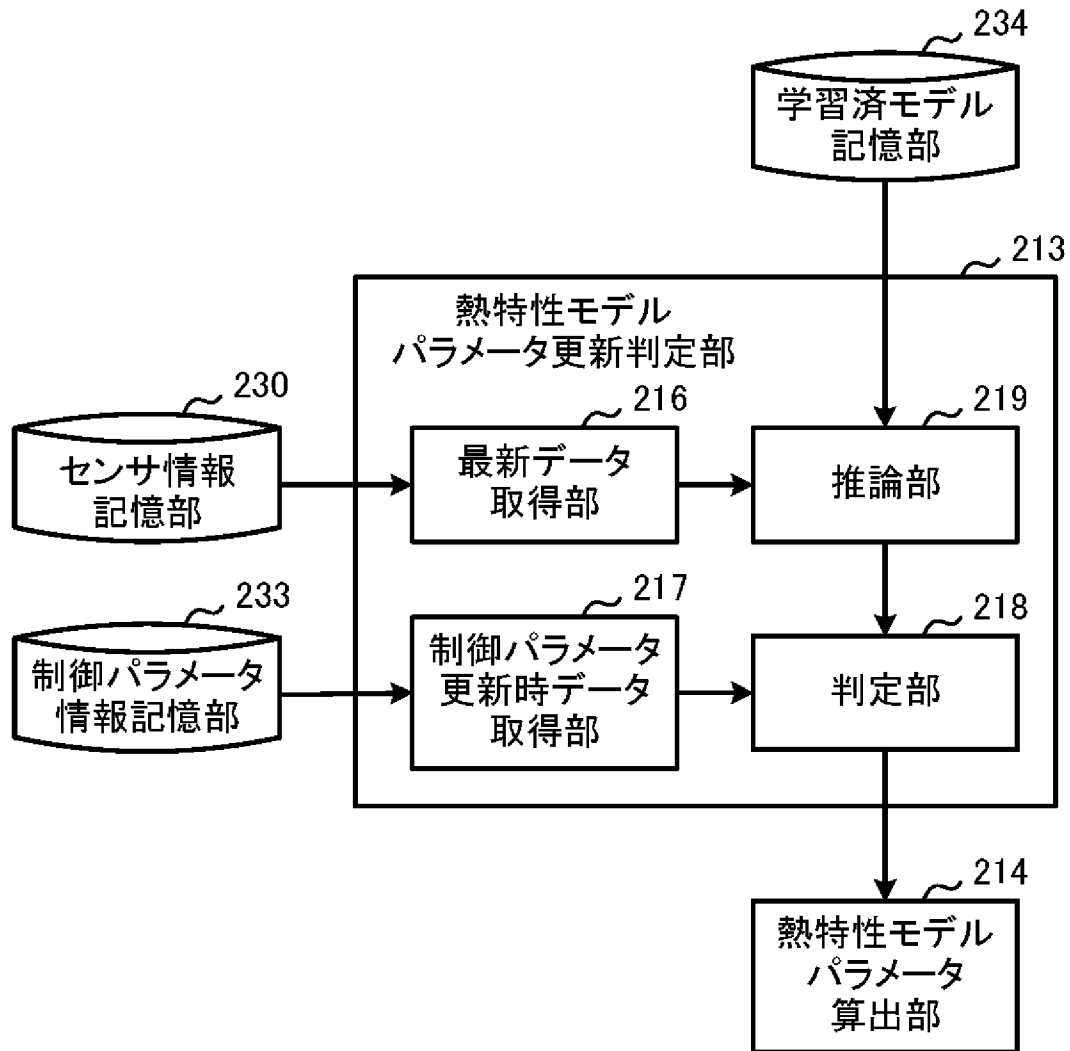 234
学習済モデル
記憶部
213
熱特性モデル
パラメータ更新判定部
230
センサ情報
記憶部
216
最新データ
取得部
219
推論部
233
制御パラメータ
情報記憶部
217
制御パラメータ
更新時データ
取得部
218
判定部
214
熱特性モデル
パラメータ
算出部